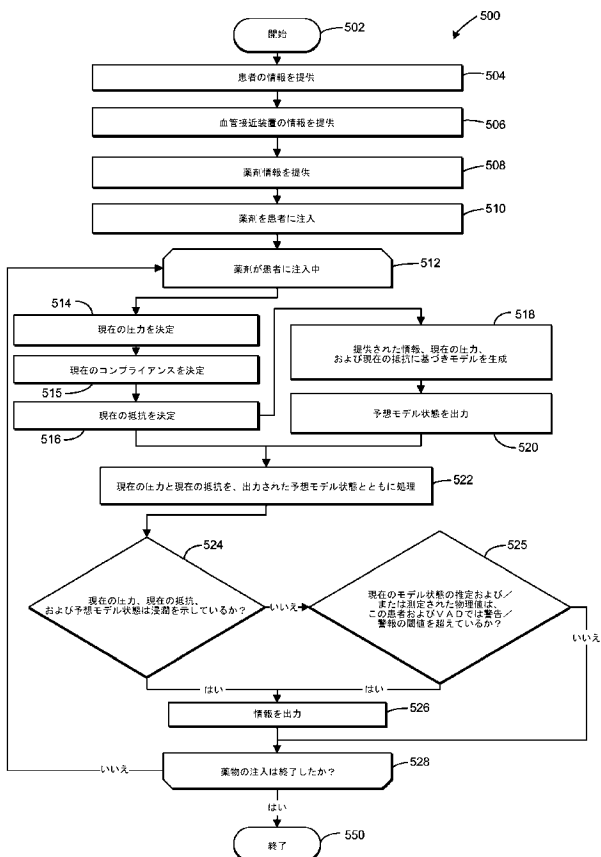 500
開始
502
患者の情報を提供
504
血管接近装置の情報を提供
506
薬剤情報を提供
508
薬剤を患者に注入
510
薬剤が患者に注入中
512
514
現在の圧力を決定
現在のコンプライアンスを決定
515
現在の抵抗を決定
516
518
提供された情報、現在の圧力、
および現在の抵抗に基づきモデルを生成
予想モデル状態を出力
520
現在の圧力と現在の抵抗を、出力された予想モデル状態とともに処理
522
524
現在の圧力、現在の抵抗、
および予想モデル状態は浸潤を示しているか?
いいえ
525
現在のモデル状態の推定および/
または測定された物理値は、
この患者およびVADでは警告/
警報の閾値を超えているか?
いいえ
はい
はい
情報を出力
526
いいえ
薬物の注入は終了したか?
528
はい
終了
550